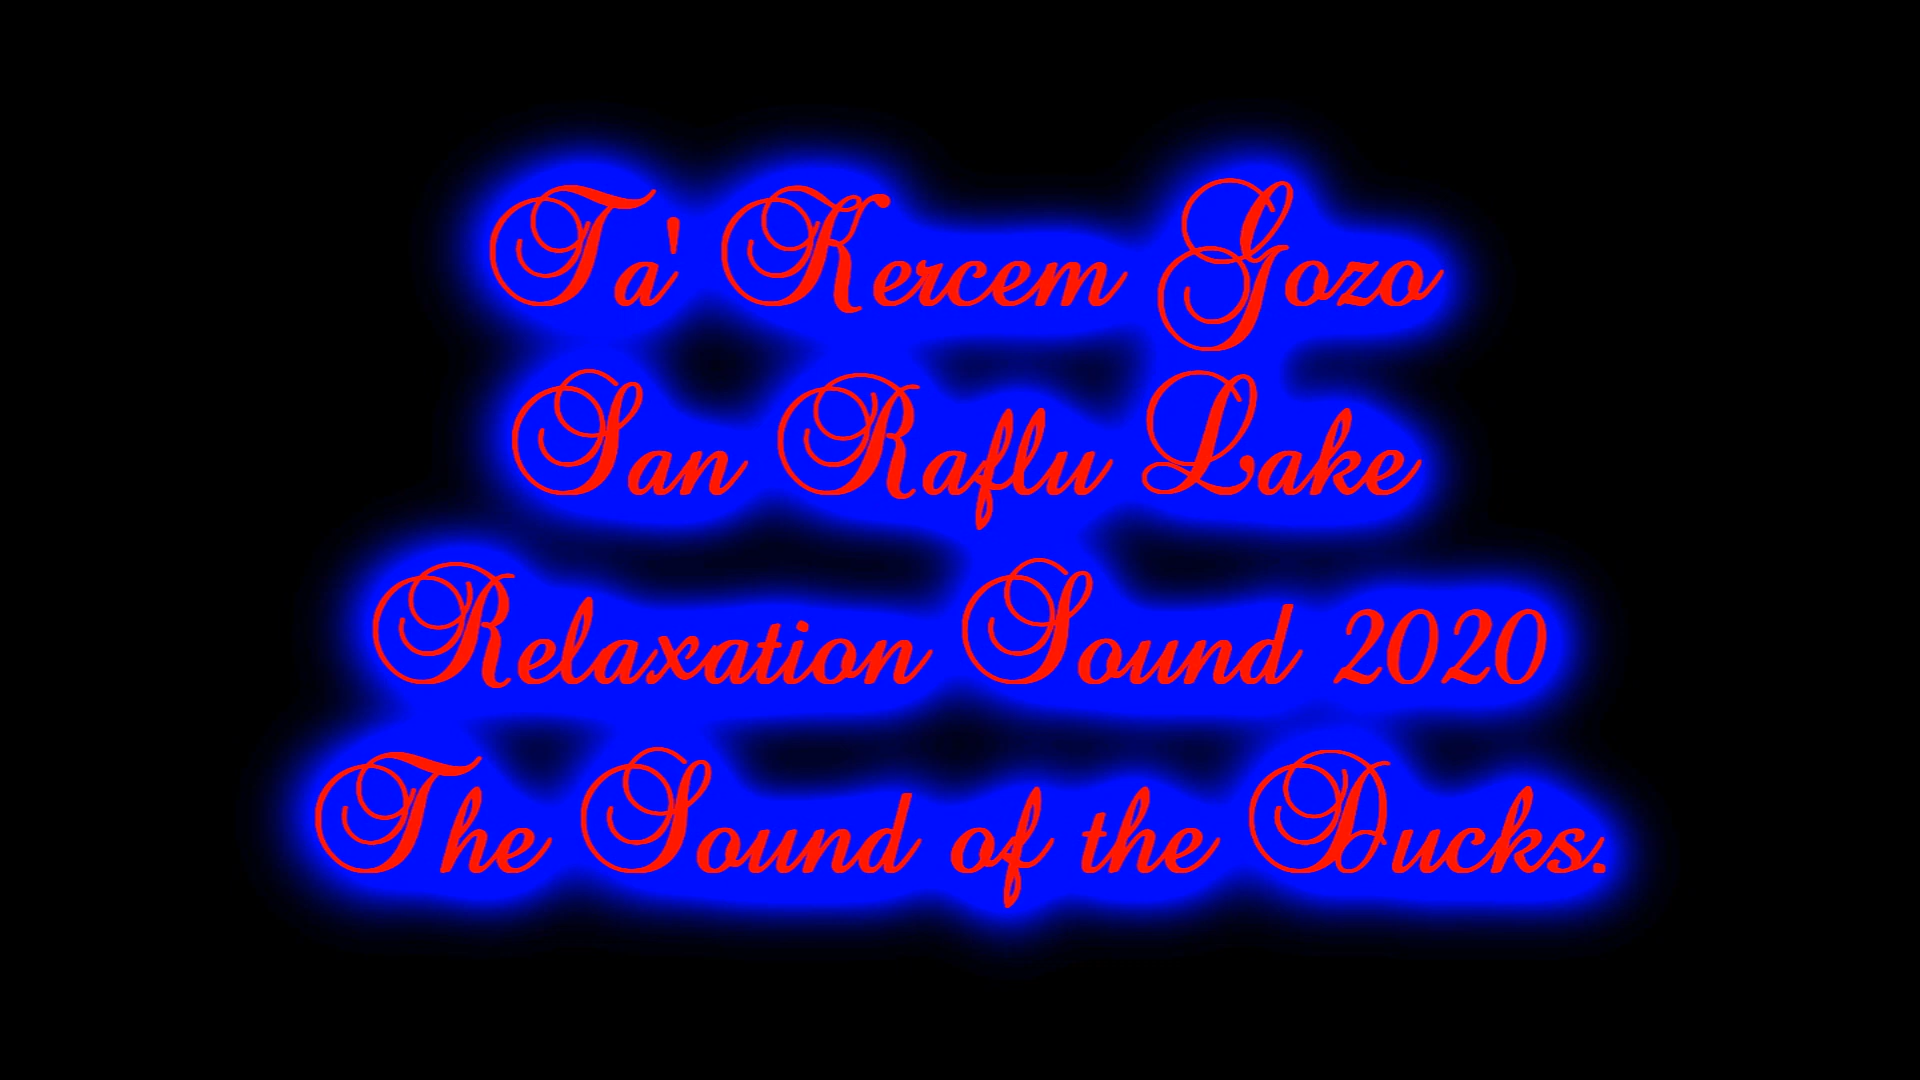 Ta' Kercem Gozo
San Raflu Lake
Relaxation Sound 2020
The Sound of the Ducks.